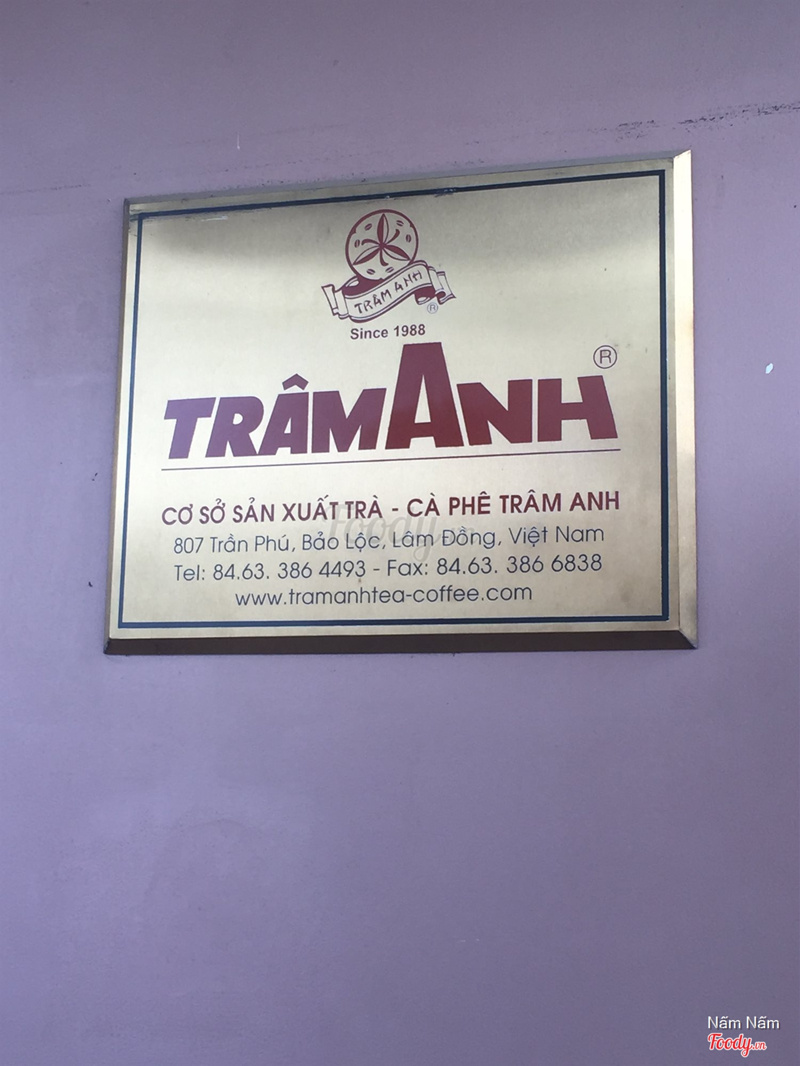 TRÂM ANH
®
Since 1988
TRÂMANH ®
CƠ SỞ SẢN XUẤT TRÀ - CÀ PHÊ TRÂM ANH
807 Trần Phú, Bảo Lộc, Lâm Đồng, Việt Nam
Tel: 84.63. 386 4493 - Fax: 84.63. 386 6838
www.tramanhtea-coffee.com
Foody.vn
Nấm Nấm
Foody.vn